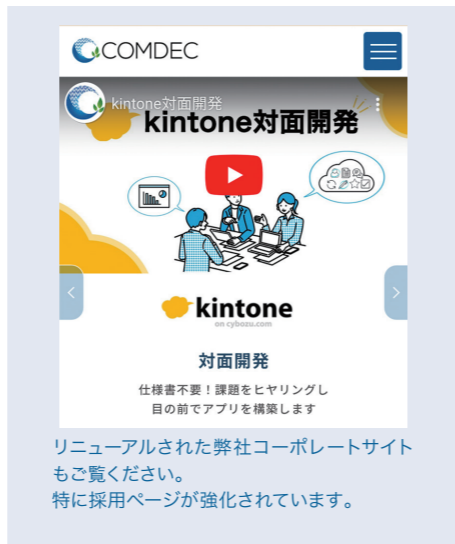 COMDEC
kintone対面開発
kintone対面開発
kintone
on cybozu.com
対面開発
仕様書不要！課題をヒヤリングし
目の前でアプリを構築します
リニューアルされた弊社コーポレートサイト
もご覧ください。
特に採用ページが強化されています。